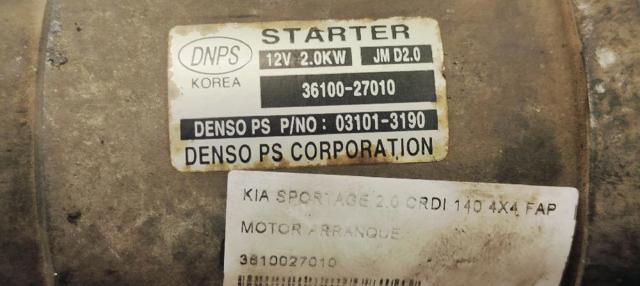 STARTER
DNPS
12V 2.0KW JM D2.0
KOREA
36100-27010
DENSO PS P/NO : 03101-3190
DENSO PS CORPORATION
KIA SPORTAGE 2.0 CRDI 140 4X4 FAP
MOTOR ARRANQUE
3610027010